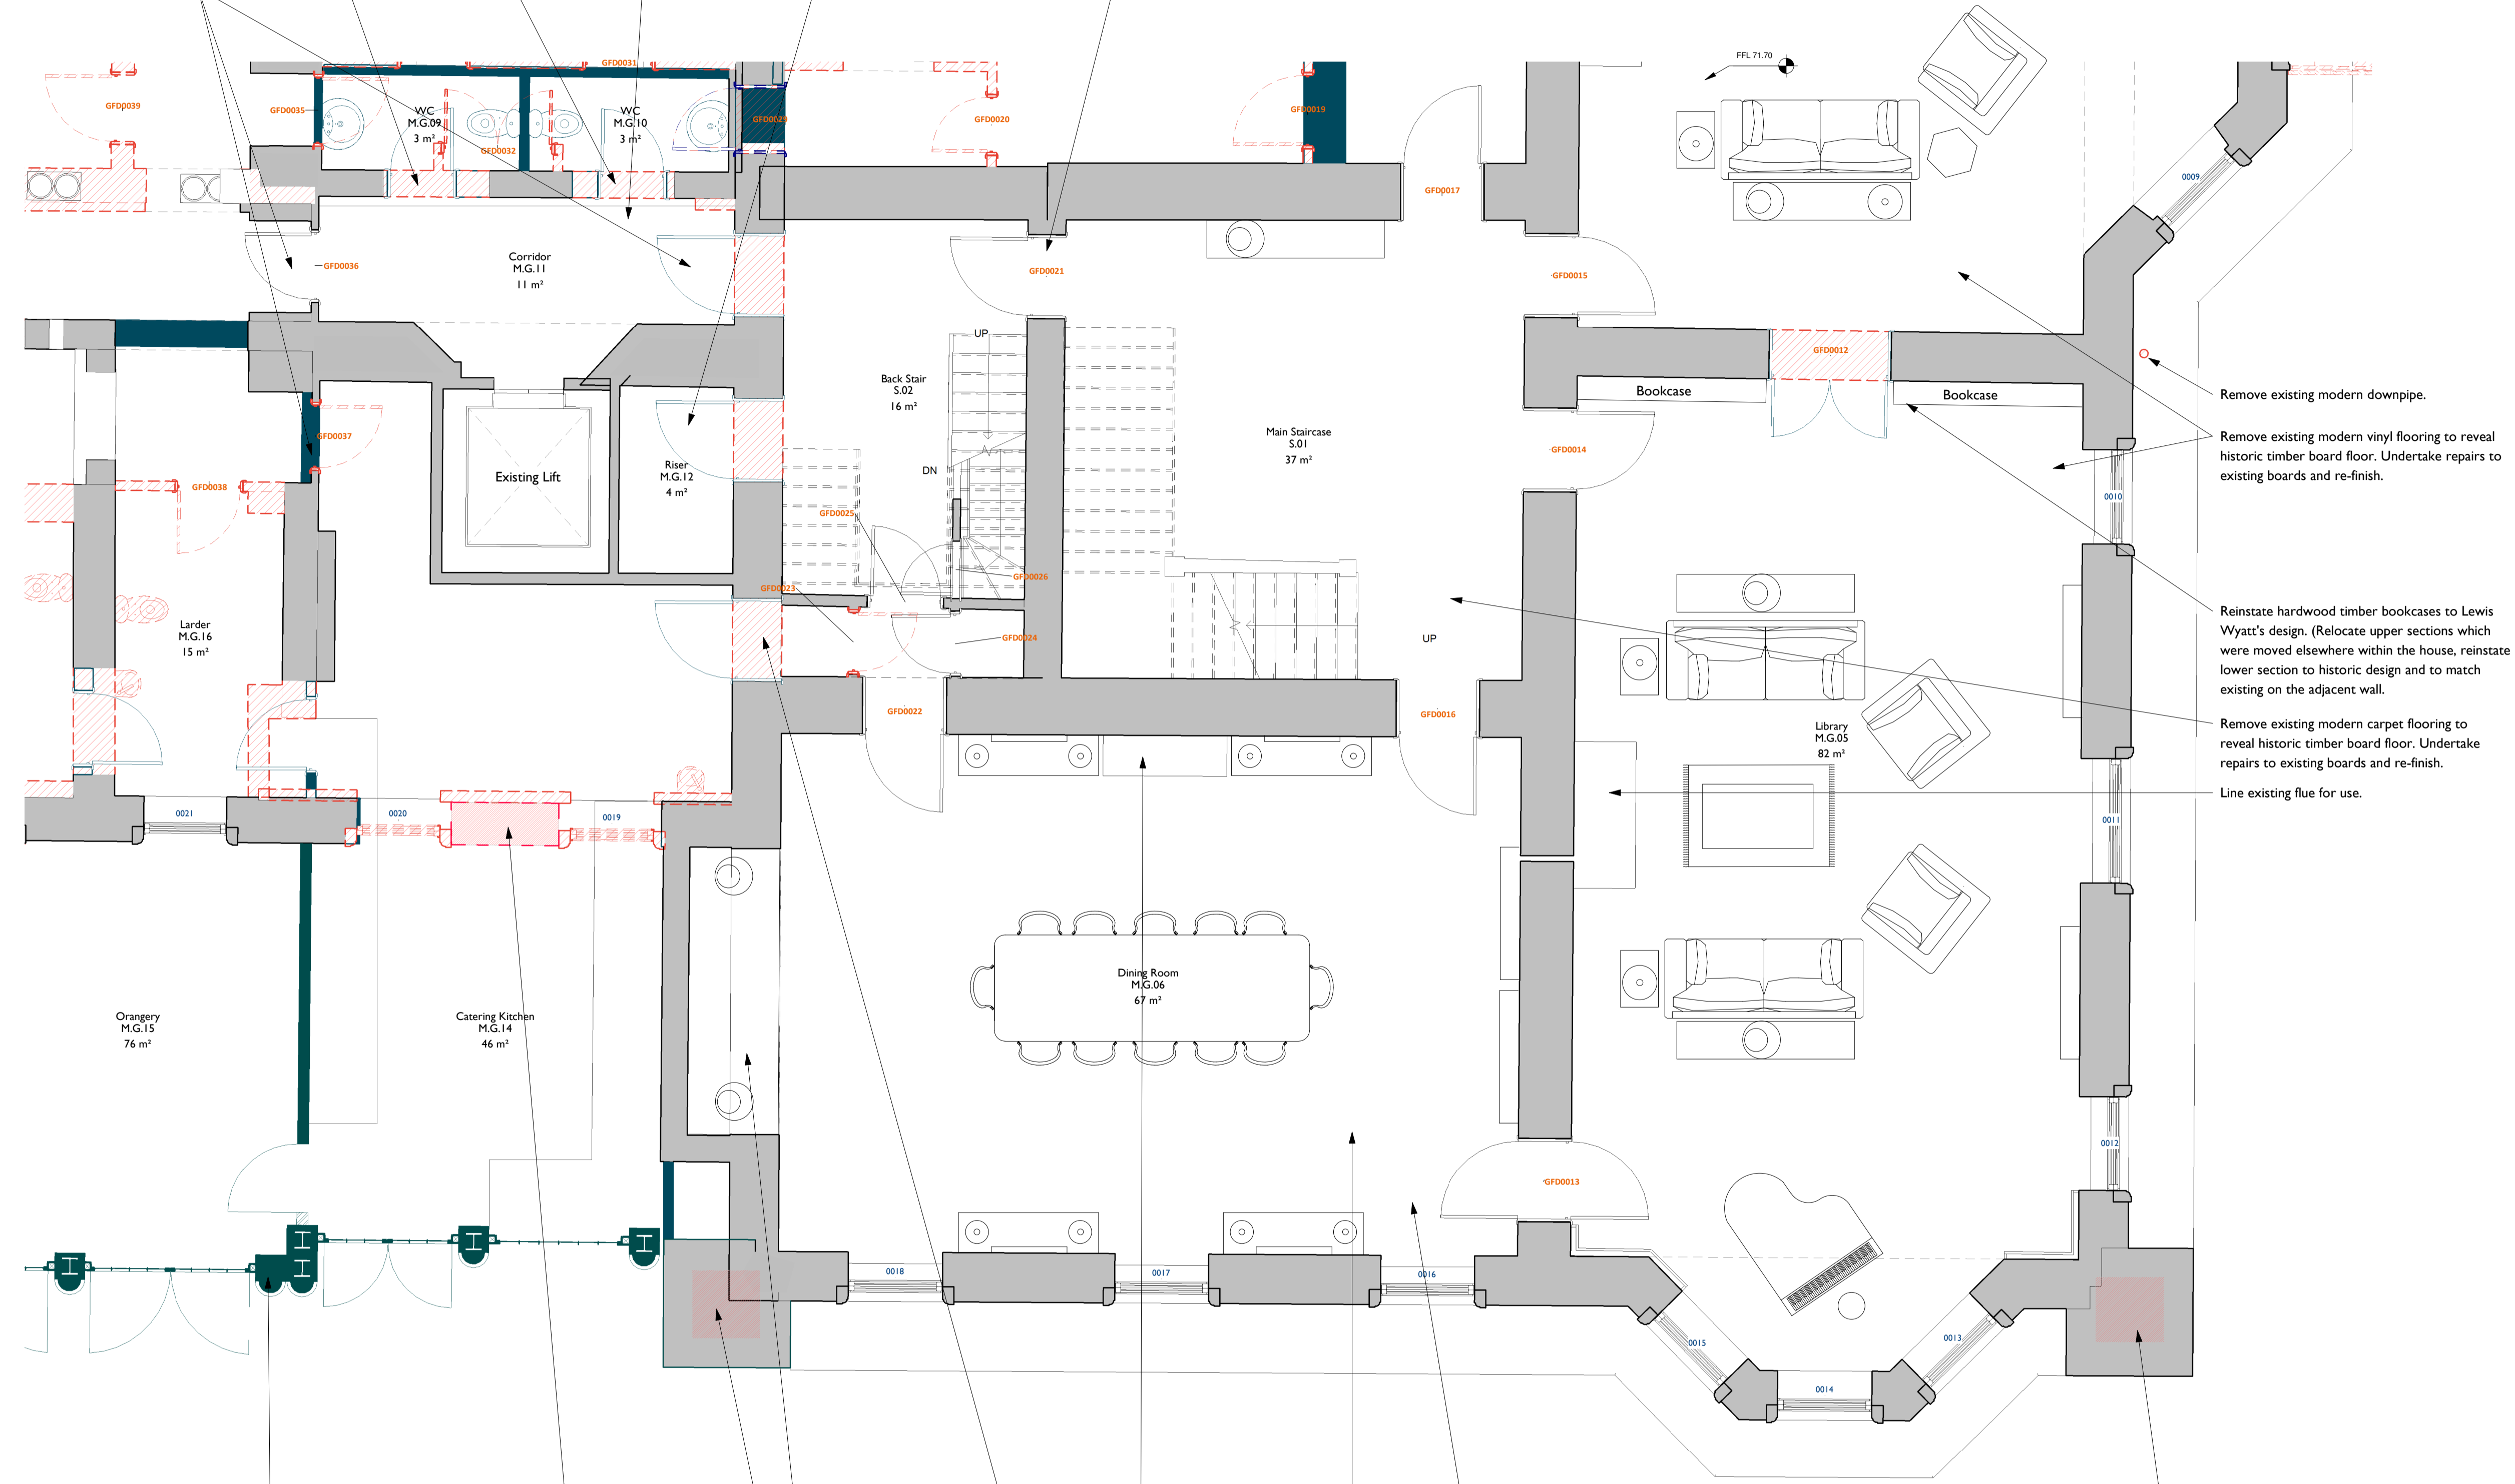 FFL 71.70
GFD0031
GFD0039
GFD0035
WC
M.G.09
3 m²
GFD0032
WC
M.G.10
3 m²
GFD0029
GFD0020
GFD0019
GFD0017
0009
GFD0036
Corridor
M.G.11
11 m²
GFD0021
GFD0015
UP
GFD0012
Back Stair
S.02
16 m²
Bookcase
Bookcase
Remove existing modern downpipe.
GFD0037
Main Staircase
S.01
37 m²
GFD0014
Remove existing modern vinyl flooring to reveal
historic timber board floor. Undertake repairs to
existing boards and re-finish.
Existing Lift
Riser
M.G.12
4 m²
DN
GFD0038
0010
GFD0025
GFD0026
GFD0023
Larder
M.G.16
15 m²
GFD0024
UP
Reinstate hardwood timber bookcases to Lewis
Wyatt's design. (Relocate upper sections which
were moved elsewhere within the house, reinstate
lower section to historic design and to match
existing on the adjacent wall.
GFD0022
GFD0016
Library
M.G.05
82 m²
Remove existing modern carpet flooring to
reveal historic timber board floor. Undertake
repairs to existing boards and re-finish.
Line existing flue for use.
0021
0020
0019
0011
Dining Room
M.G.06
67 m²
Orangery
M.G.15
76 m²
Catering Kitchen
M.G.14
46 m²
0012
GFD0013
0018
0017
0016
0015
0013
0014